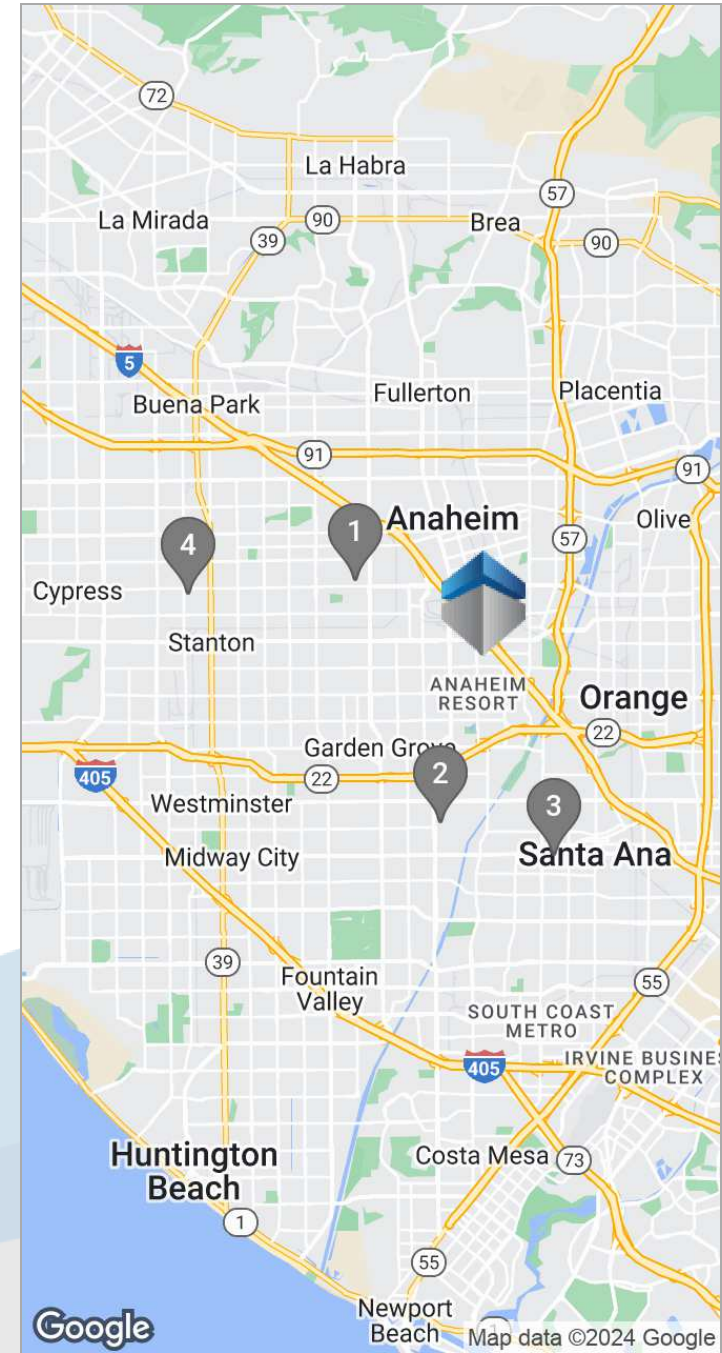 72
La Habra
57
La Mirada
90
Brea
39
90
5
Fullerton
Placentia
Buena Park
91
91
1
Anaheim
Olive
4
57
Cypress
Stanton
ANAHEIM
RESORT
Orange
22
Garden Grove
405
22
2
Westminster
3
Midway City
Santa Ana
39
Fountain
Valley
55
SOUTH COAST
METRO
405
IRVINE BUSINES
COMPLEX
Huntington
Beach
Costa Mesa
73
1
55
Newport
Beach
1
Google
Map data ©2024 Google